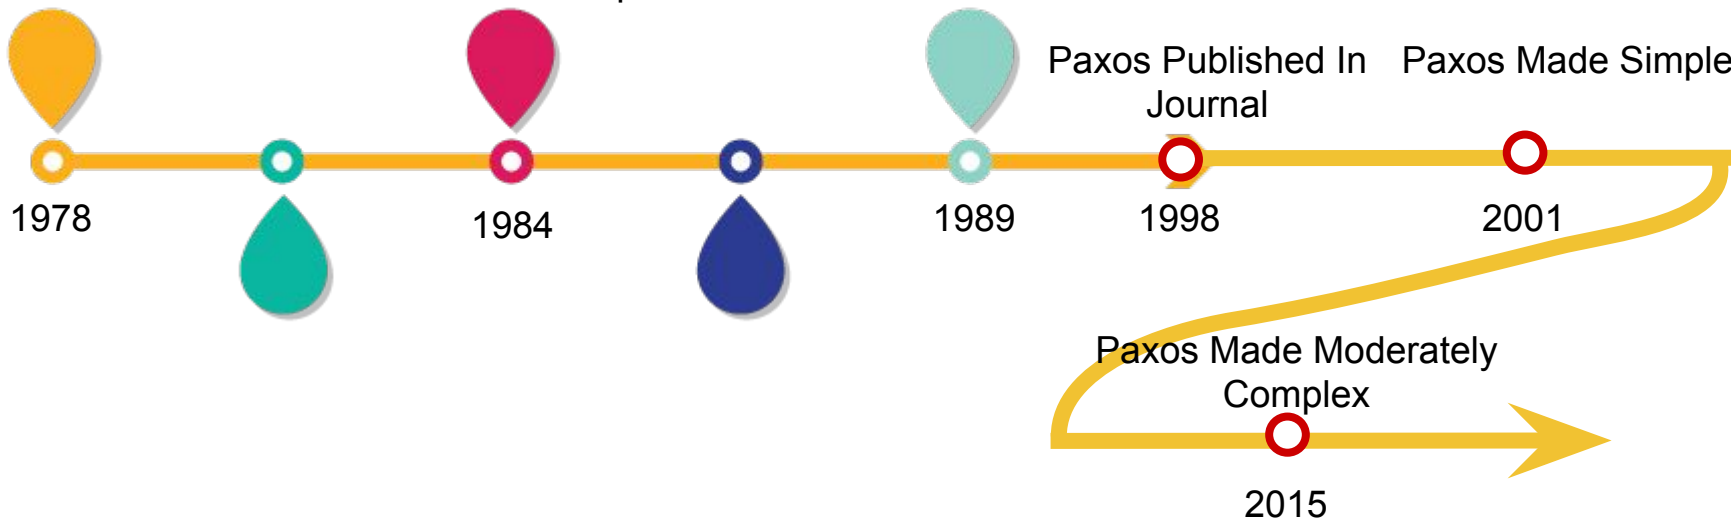 Paxos Published In
Journal
Paxos Made Simple
1978
1984
1989
1998
2001
Paxos Made Moderately
Complex
2015